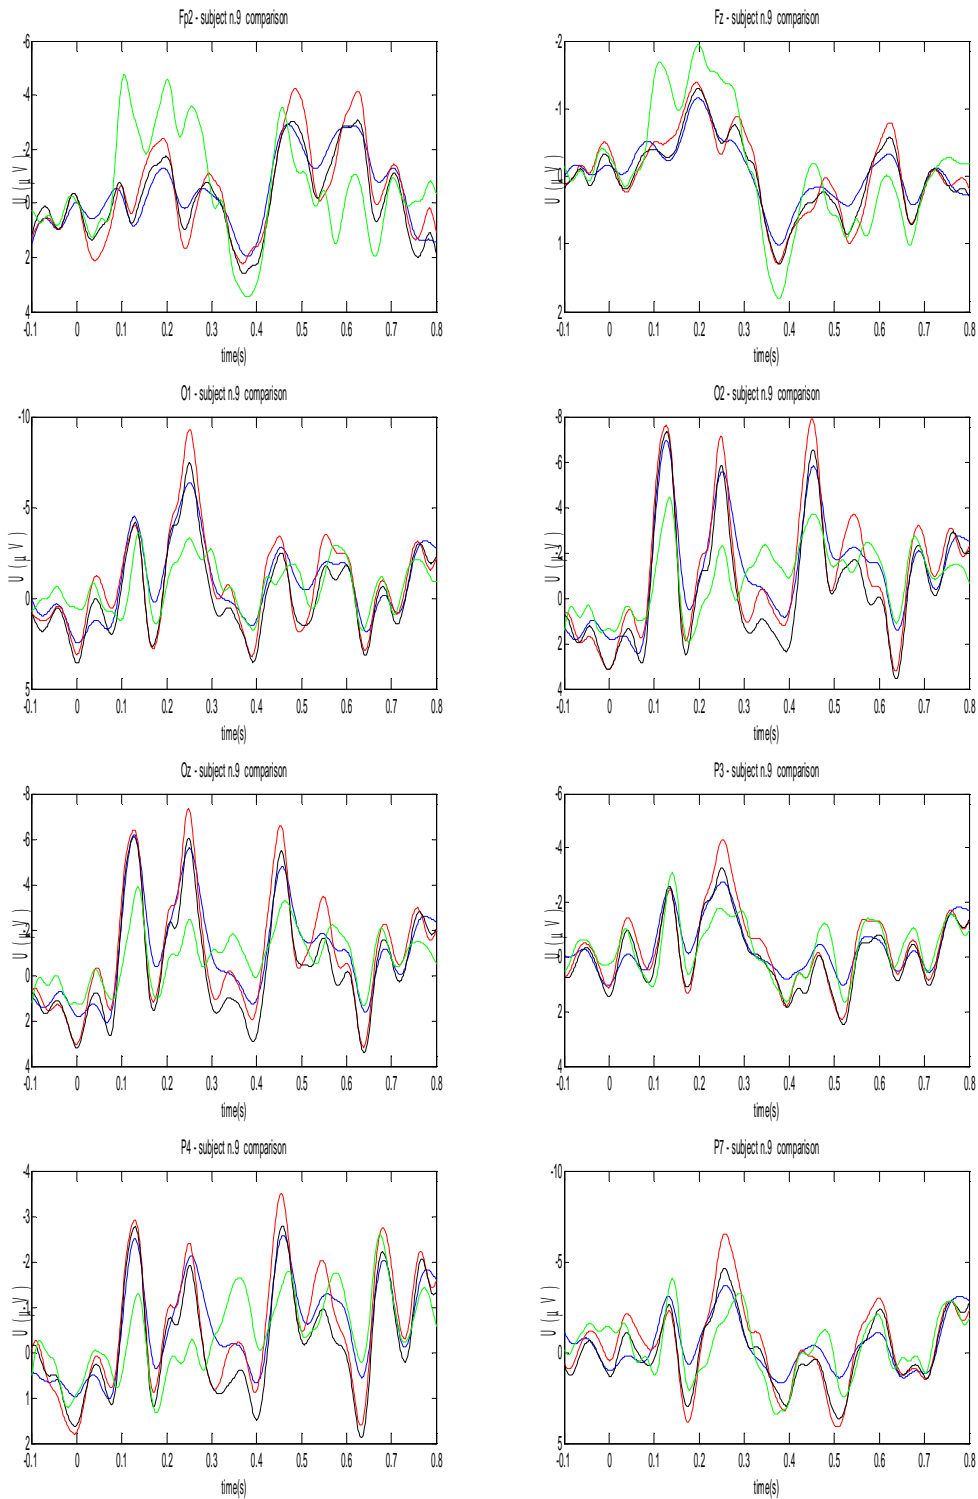 Fp2 - subject n.9 comparison
-6
-4
-2
0
2
4
U ( μ V )
-0.1 0 0.1 0.2 0.3 0.4 0.5 0.6 0.7 0.8
time(s)
Fz - subject n.9 comparison
-2
-1
0
1
2
U ( μ V )
-0.1 0 0.1 0.2 0.3 0.4 0.5 0.6 0.7 0.8
time(s)
O1 - subject n.9 comparison
-10
-5
0
5
U ( μ V )
-0.1 0 0.1 0.2 0.3 0.4 0.5 0.6 0.7 0.8
time(s)
O2 - subject n.9 comparison
-8
-6
-4
-2
0
2
4
U ( μ V )
-0.1 0 0.1 0.2 0.3 0.4 0.5 0.6 0.7 0.8
time(s)
Oz - subject n.9 comparison
-8
-6
-4
-2
0
2
4
U ( μ V )
-0.1 0 0.1 0.2 0.3 0.4 0.5 0.6 0.7 0.8
time(s)
P3 - subject n.9 comparison
-6
-4
-2
0
2
4
U ( μ V )
-0.1 0 0.1 0.2 0.3 0.4 0.5 0.6 0.7 0.8
time(s)
P4 - subject n.9 comparison
-4
-3
-2
-1
0
1
2
U ( μ V )
-0.1 0 0.1 0.2 0.3 0.4 0.5 0.6 0.7 0.8
time(s)
P7 - subject n.9 comparison
-10
-5
0
5
U ( μ V )
-0.1 0 0.1 0.2 0.3 0.4 0.5 0.6 0.7 0.8
time(s)